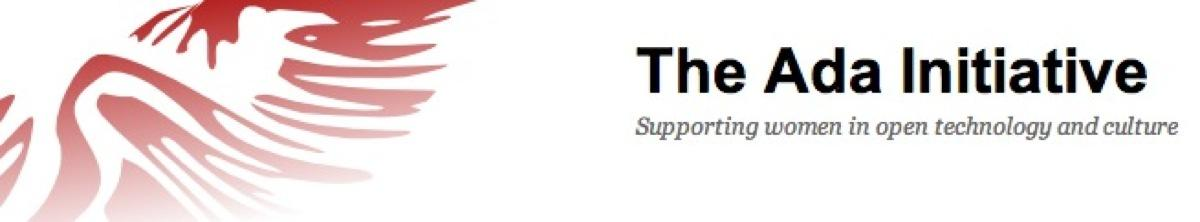 The Ada Initiative
Supporting women in open technology and culture